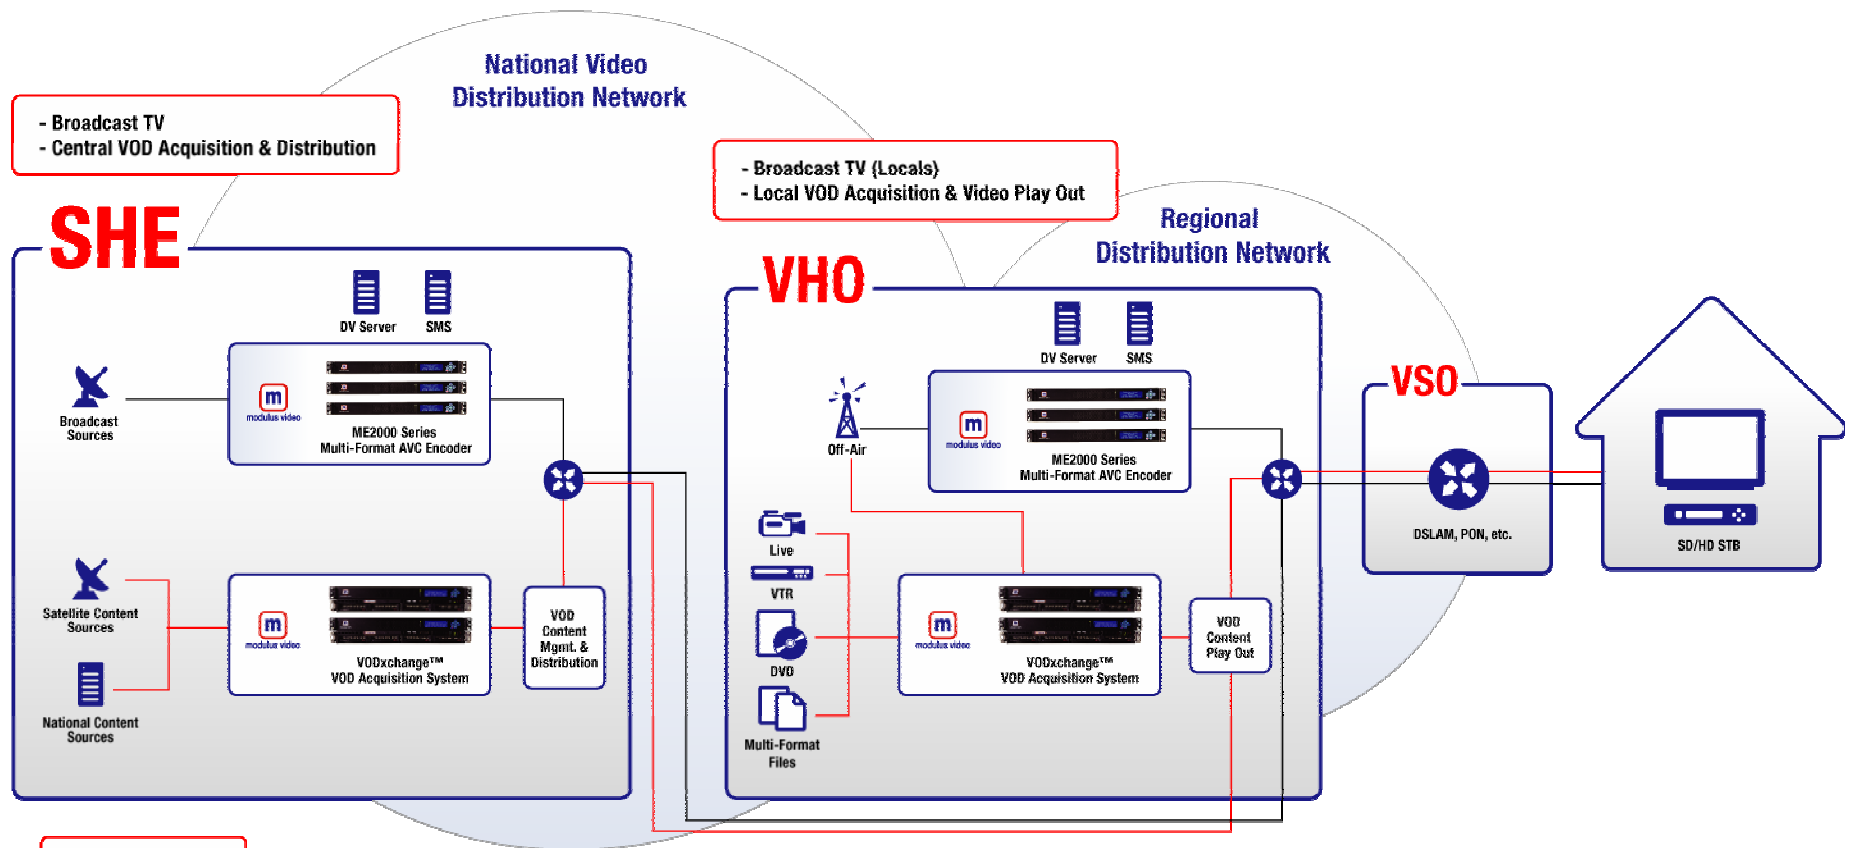 National Video
Distribution Network
- Broadcast TV
- Central VOD Acquisition & Distribution
- Broadcast TV (Locals)
- Local VOD Acquisition & Video Play Out
Regional
Distribution Network
SHE
DV Server
SMS
Broadcast
Sources
m
modulus video
ME2000 Series
Multi-Format AVC Encoder
Satellite Content
Sources
National Content
Sources
m
modulus video
VODxchange™
VOD Acquisition System
VOD
Content
Mgmt. &
Distribution
VHO
DV Server
SMS
Off-Air
m
modulus video
ME2000 Series
Multi-Format AVC Encoder
Live
VTR
DVD
Multi-Format
Files
m
modulus video
VODxchange™
VOD Acquisition System
VOD
Content
Play Out
VSO
DSLAM, PON, etc.
SD/HD STB